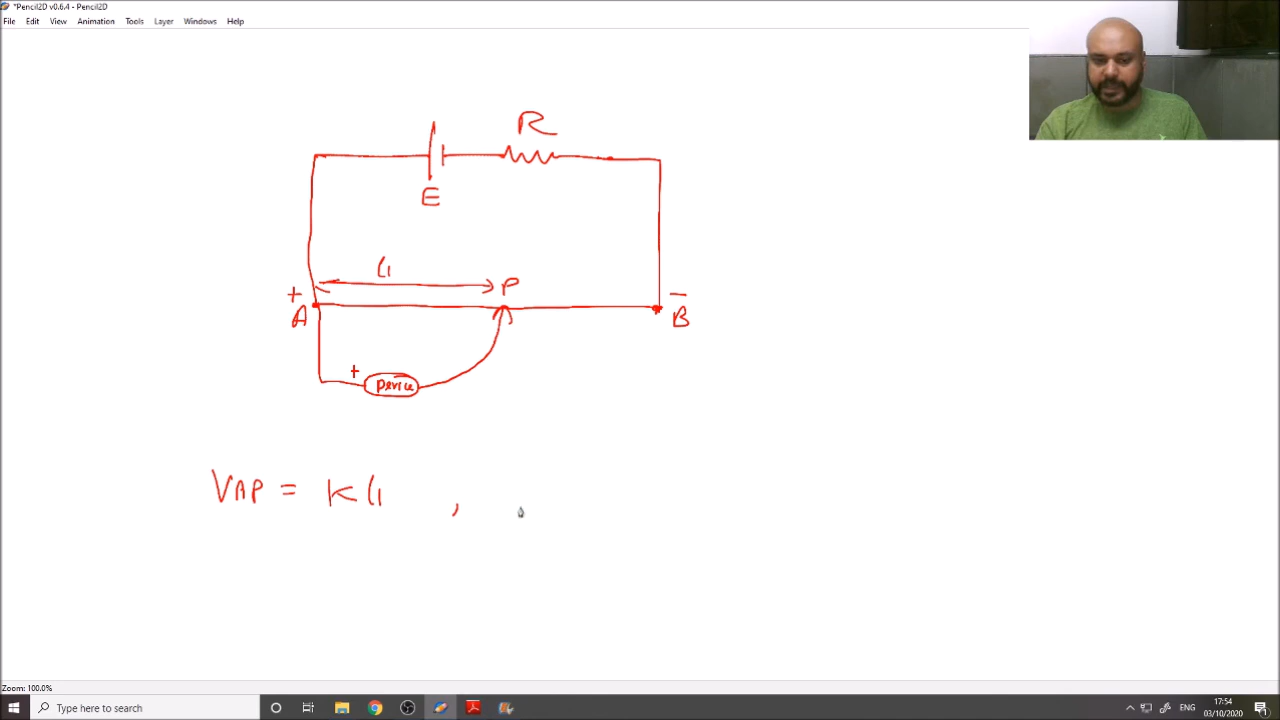 *Pencil2D v0.6.4 - Pencil2D
File Edit View Animation Tools Layer Windows Help
R
E
l1
P
+ −
A B
+
Device
VAP = Kl1 ,
Zoom: 100.0%
Type here to search
ENG
17:54
03/10/2020